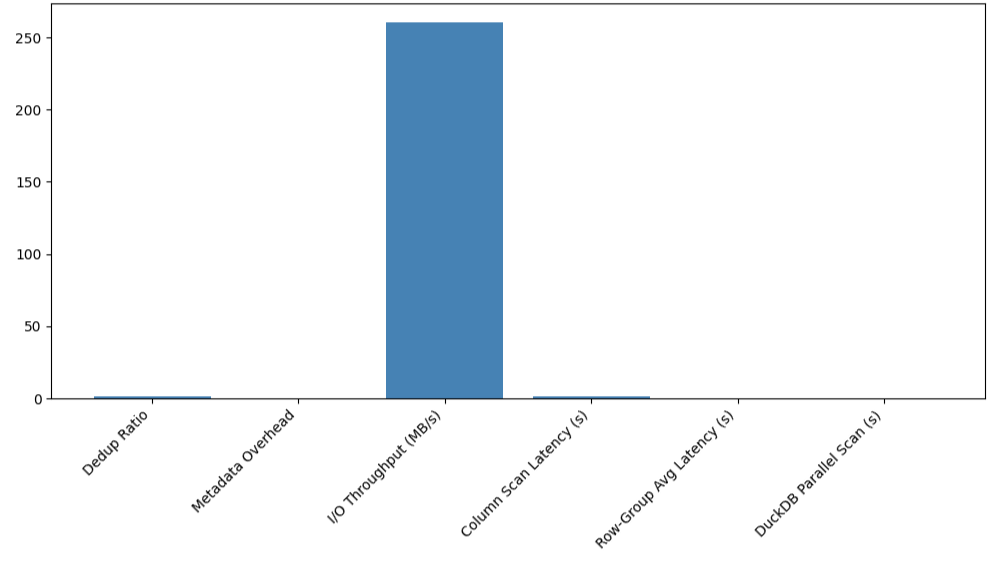 250
200
150
100
50
0
Dedup Ratio
Metadata Overhead
I/O Throughput (MB/s)
Column Scan Latency (s)
Row-Group Avg Latency (s)
DuckDB Parallel Scan (s)